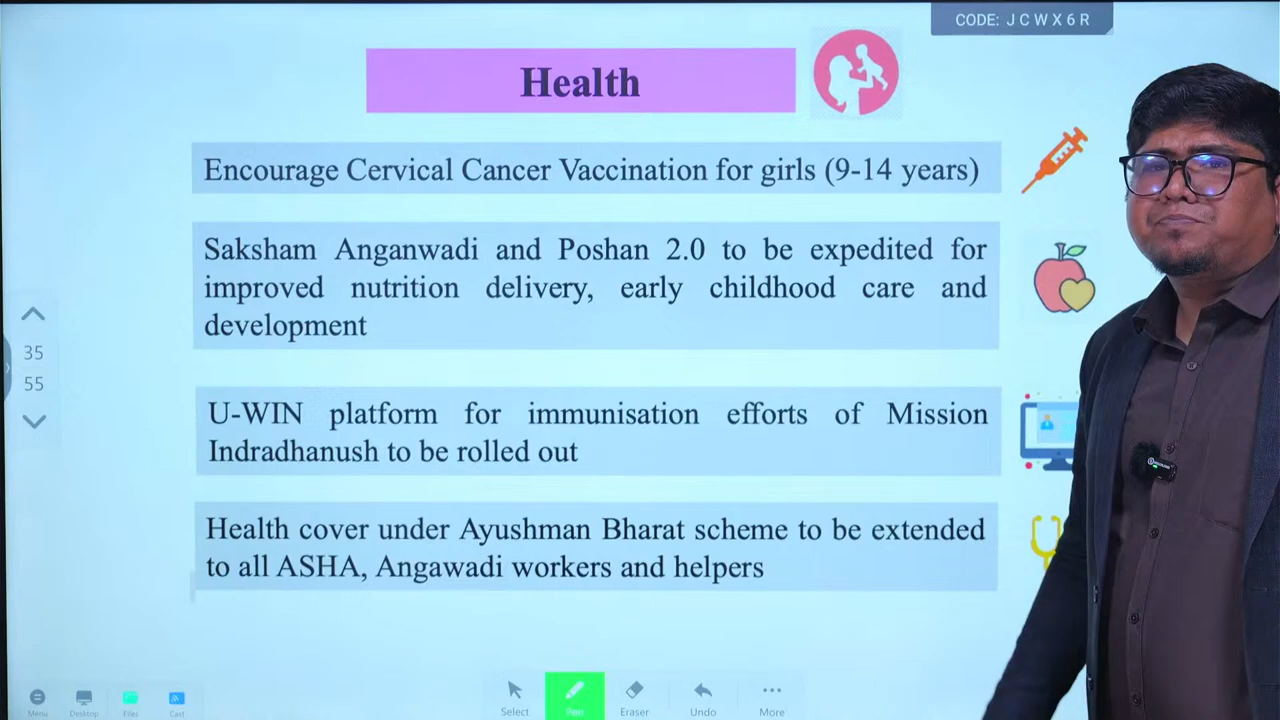 CODE: J C W X 6 R
Health
Encourage Cervical Cancer Vaccination for girls (9-14 years)
Saksham Anganwadi and Poshan 2.0 to be expedited for
improved nutrition delivery, early childhood care and
development
35
55
U-WIN platform for immunisation efforts of Mission
Indradhanush to be rolled out
Health cover under Ayushman Bharat scheme to be extended
to all ASHA, Angawadi workers and helpers
Menu Desktop Files Cast Select Pen Eraser Undo More